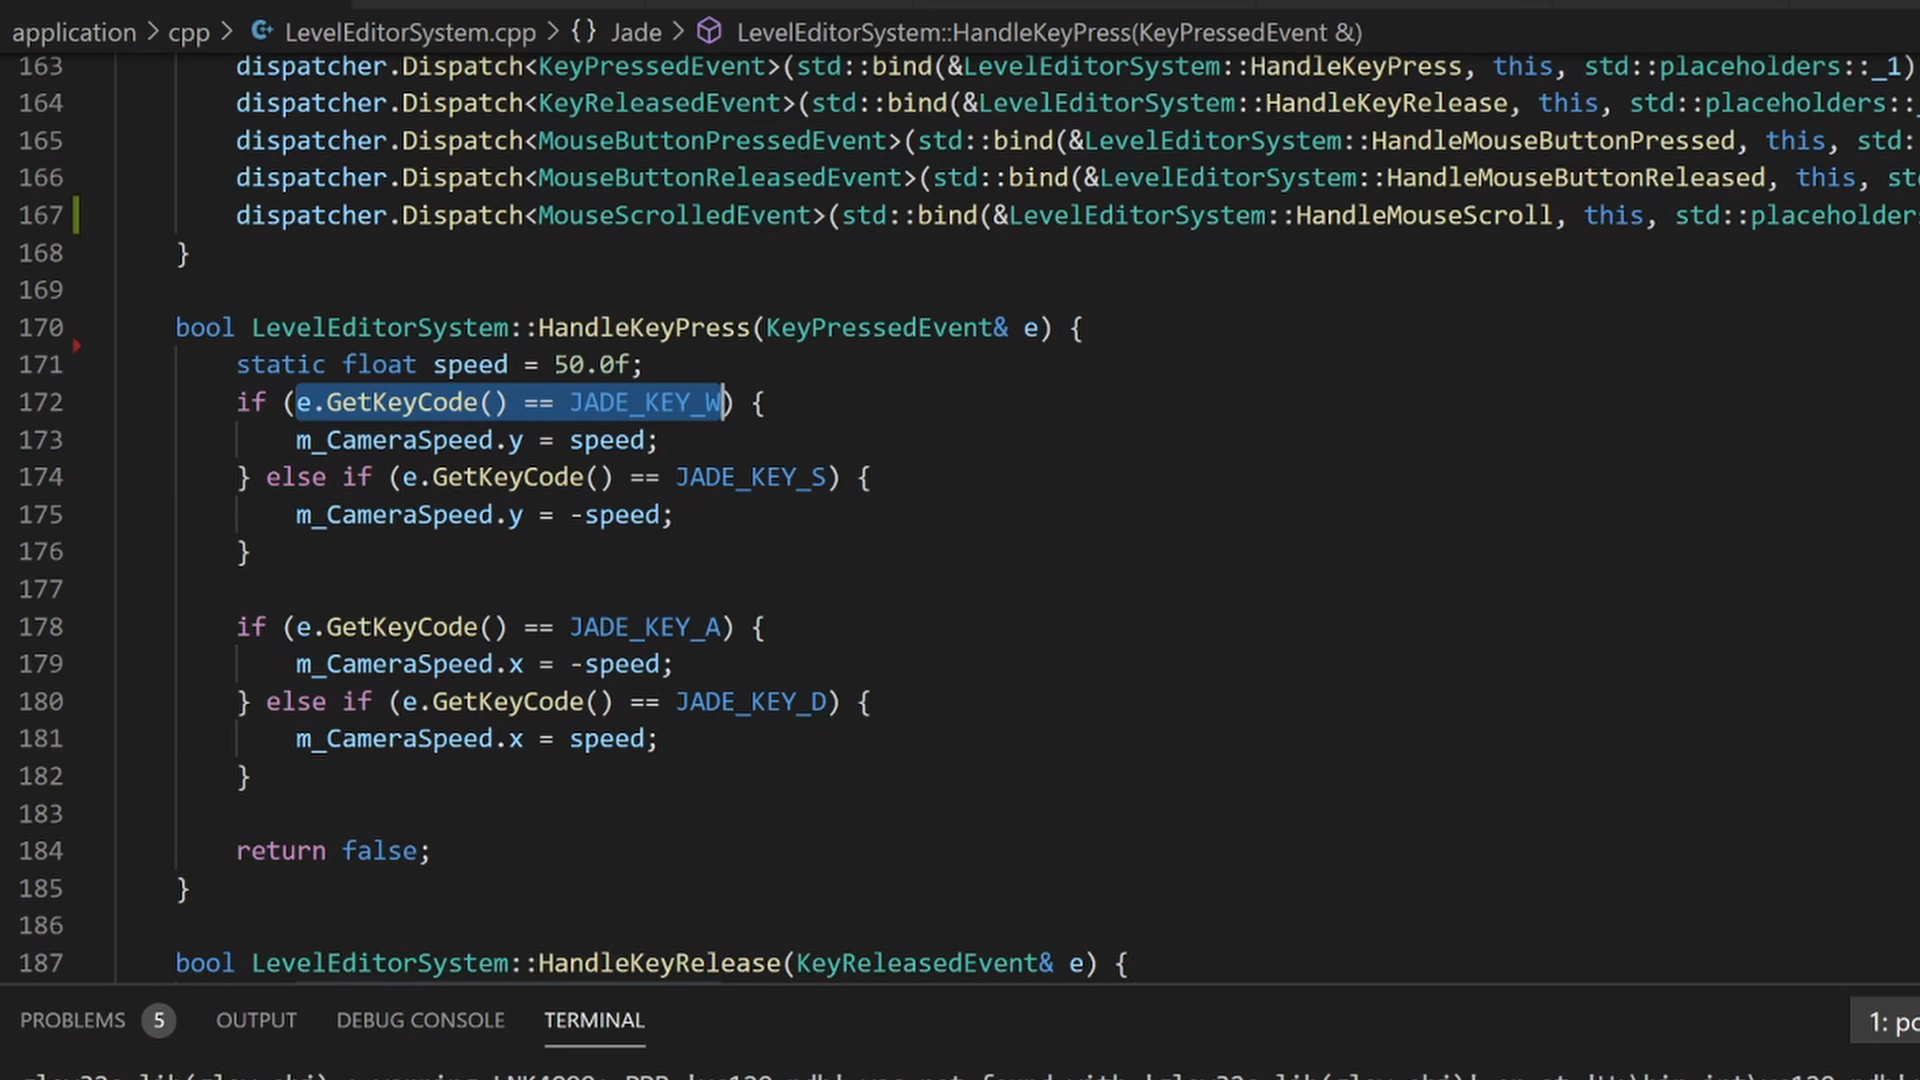 application > cpp > LevelEditorSystem.cpp > {} Jade > LevelEditorSystem::HandleKeyPress(KeyPressedEvent &)
163 dispatcher.Dispatch<KeyPressedEvent>(std::bind(&LevelEditorSystem::HandleKeyPress, this, std::placeholders::_1)
164 dispatcher.Dispatch<KeyReleasedEvent>(std::bind(&LevelEditorSystem::HandleKeyRelease, this, std::placeholders::
165 dispatcher.Dispatch<MouseButtonPressedEvent>(std::bind(&LevelEditorSystem::HandleMouseButtonPressed, this, std:
166 dispatcher.Dispatch<MouseButtonReleasedEvent>(std::bind(&LevelEditorSystem::HandleMouseButtonReleased, this, st
167 dispatcher.Dispatch<MouseScrolledEvent>(std::bind(&LevelEditorSystem::HandleMouseScroll, this, std::placeholder
168 }
169
170 bool LevelEditorSystem::HandleKeyPress(KeyPressedEvent& e) {
171 static float speed = 50.0f;
172 if (e.GetKeyCode() == JADE_KEY_W) {
173 m_CameraSpeed.y = speed;
174 } else if (e.GetKeyCode() == JADE_KEY_S) {
175 m_CameraSpeed.y = -speed;
176 }
177
178 if (e.GetKeyCode() == JADE_KEY_A) {
179 m_CameraSpeed.x = -speed;
180 } else if (e.GetKeyCode() == JADE_KEY_D) {
181 m_CameraSpeed.x = speed;
182 }
183
184 return false;
185 }
186
187 bool LevelEditorSystem::HandleKeyRelease(KeyReleasedEvent& e) {
PROBLEMS 5 OUTPUT DEBUG CONSOLE TERMINAL 1: po